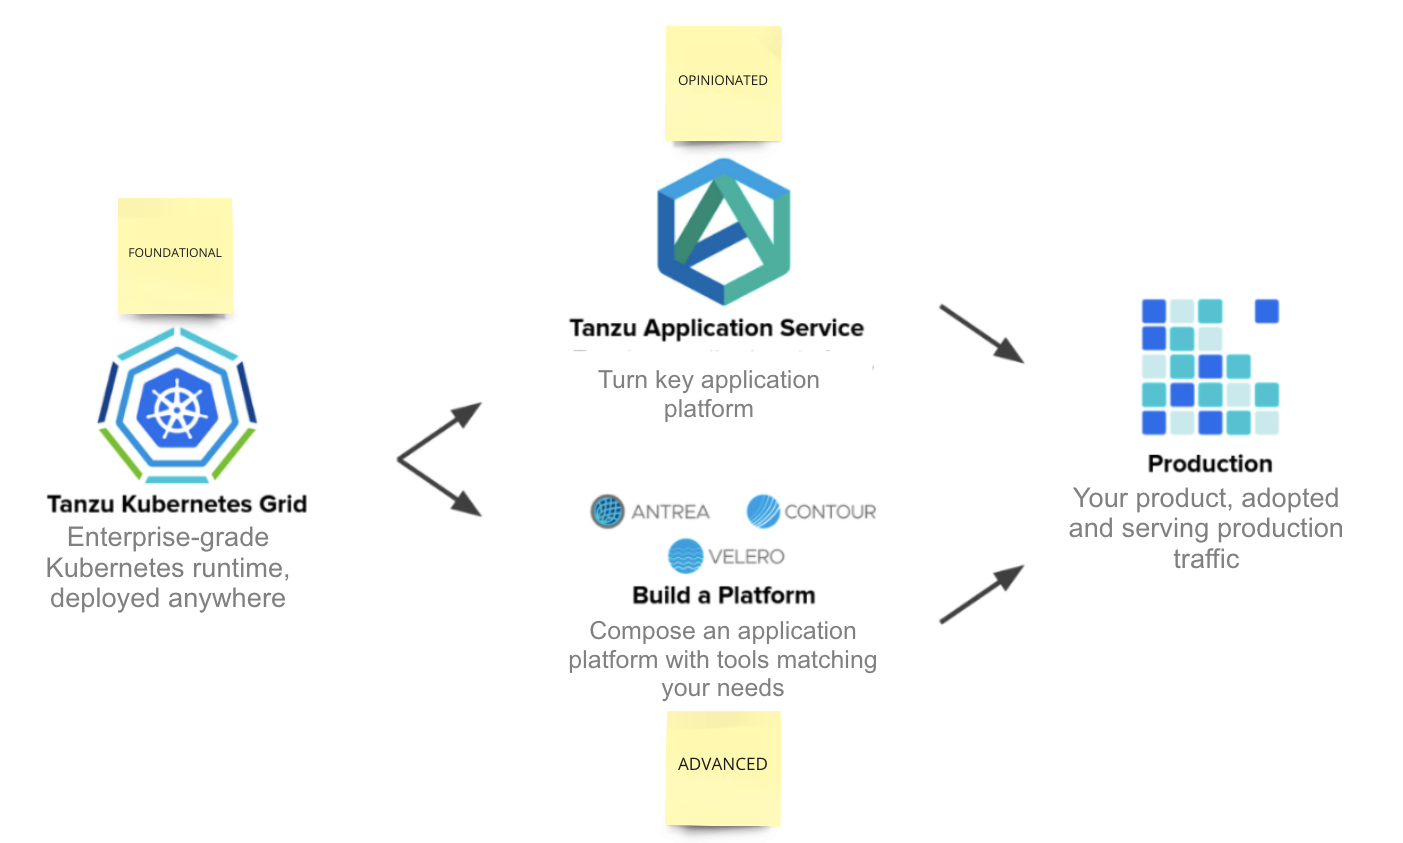 OPINIONATED
FOUNDATIONAL
Tanzu Kubernetes Grid
Enterprise-grade
Kubernetes runtime,
deployed anywhere
Tanzu Application Service
Turn key application
platform
ANTREA
CONTOUR
VELERO
Build a Platform
Compose an application
platform with tools matching
your needs
ADVANCED
Production
Your product, adopted
and serving production
traffic